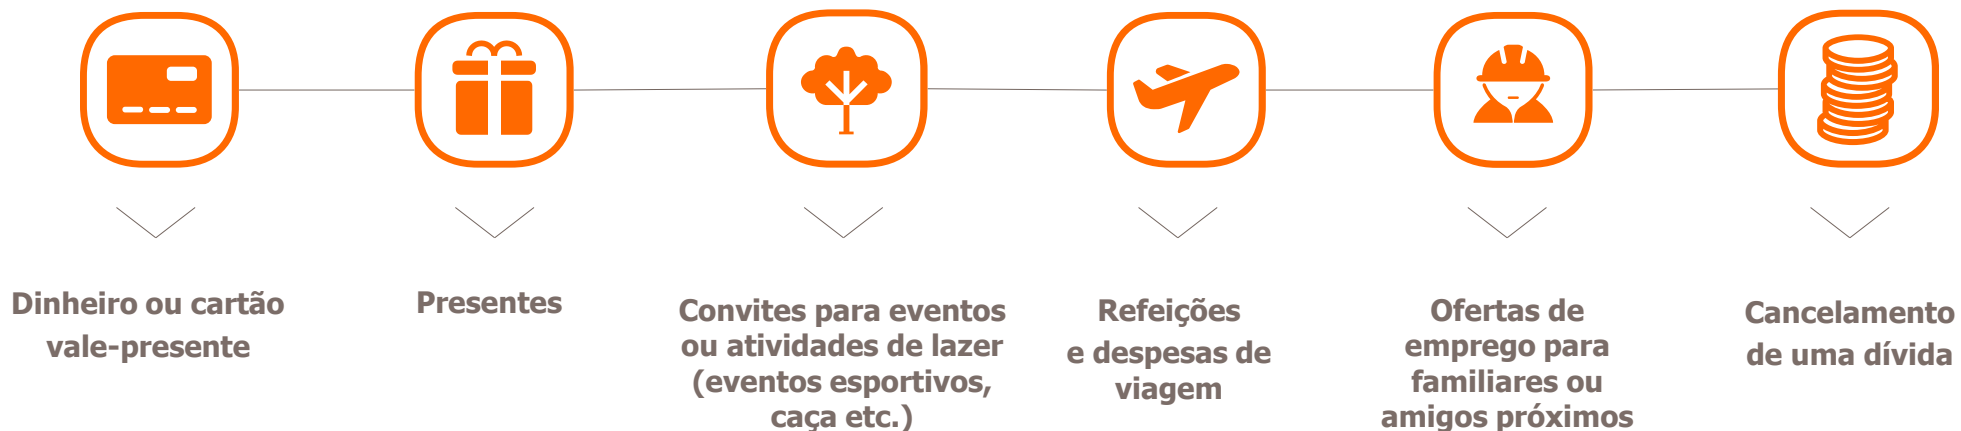 Dinheiro ou cartão
vale-presente
Presentes
Convites para eventos
ou atividades de lazer
(eventos esportivos,
caça etc.)
Refeições
e despesas de
viagem
Ofertas de
emprego para
familiares ou
amigos próximos
Cancelamento
de uma dívida